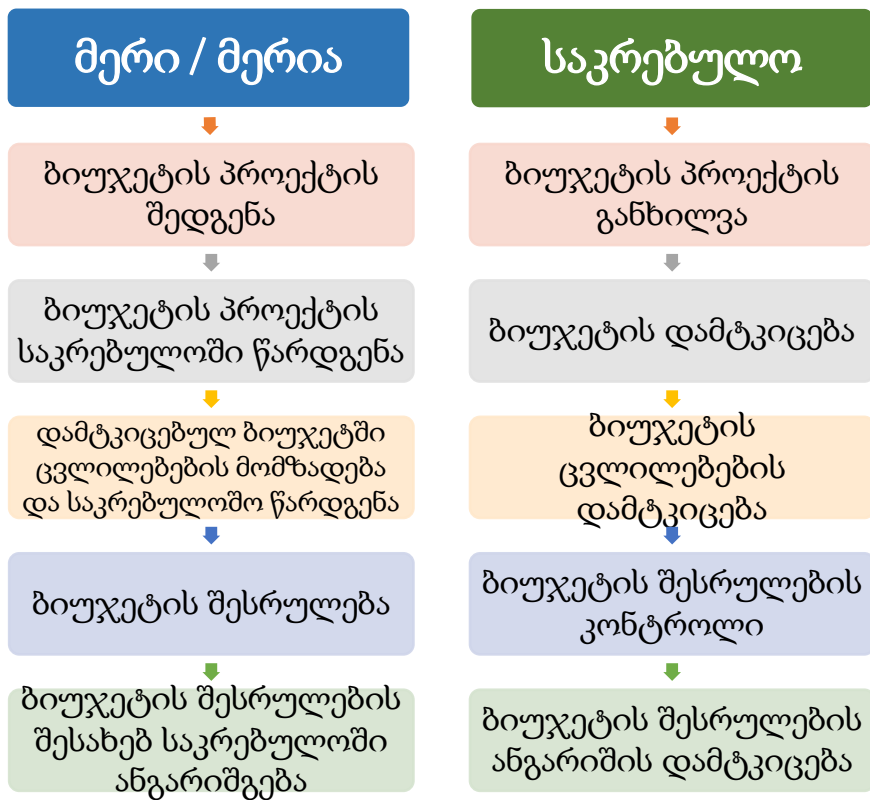 მერი / მერია
ბიუჯეტის პროექტის
შედგენა
ბიუჯეტის პროექტის
საკრებულოში წარდგენა
დამტკიცებულ ბიუჯეტში
ცვლილებების მომზადება
და საკრებულოშო წარდგენა
ბიუჯეტის შესრულება
ბიუჯეტის შესრულების
შესახებ საკრებულოში
ანგარიშგება
საკრებულო
ბიუჯეტის პროექტის
განხილვა
ბიუჯეტის დამტკიცება
ბიუჯეტის
ცვლილებების
დამტკიცება
ბიუჯეტის შესრულების
კონტროლი
ბიუჯეტის შესრულების
ანგარიშის დამტკიცება